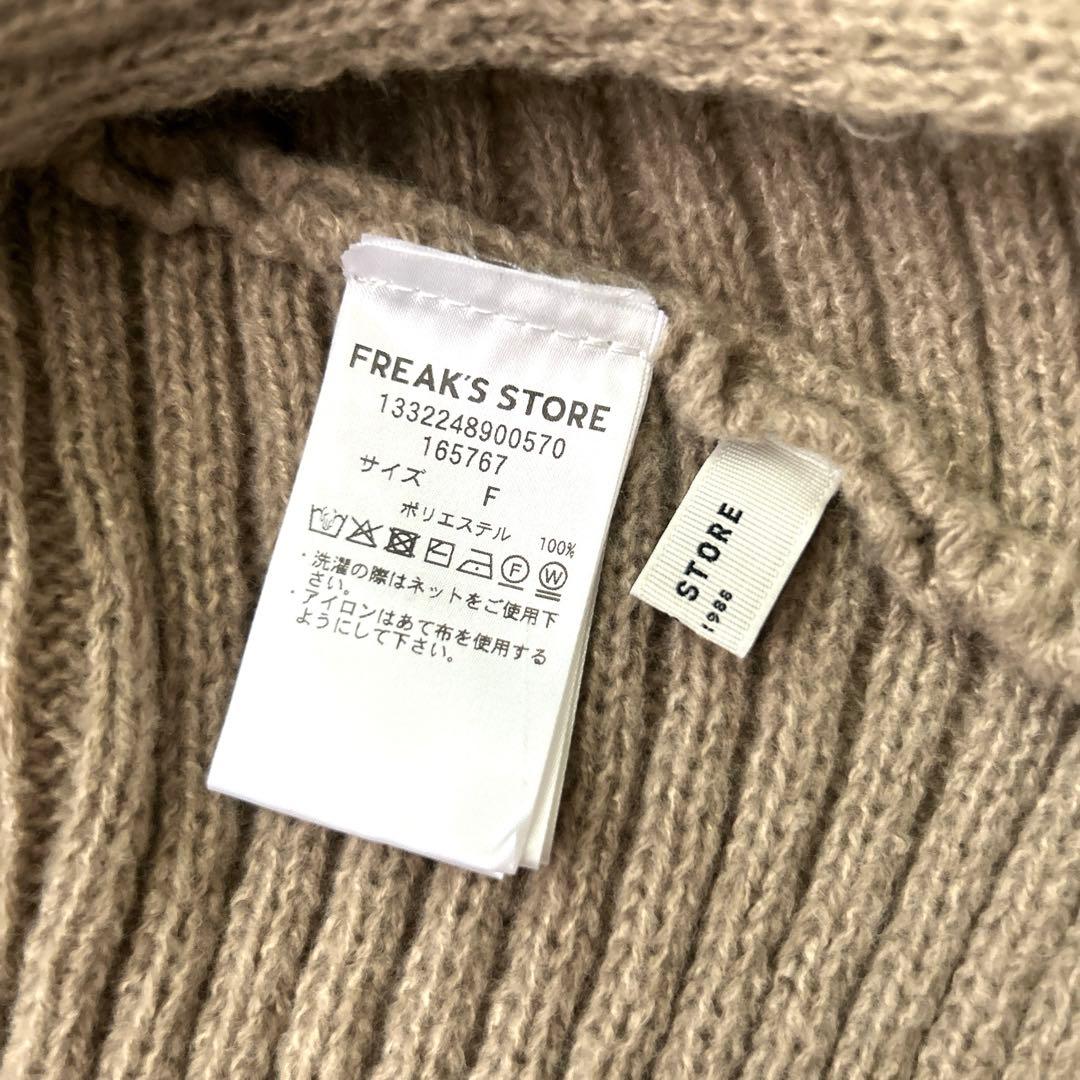 FREAK'S STORE
1332248900570
165767
サイズ F
ポリエステル 100%
F W
・洗濯の際はネットをご使用下
さい。
・アイロンはあて布を使用する
ようにして下さい。
STORE
1986